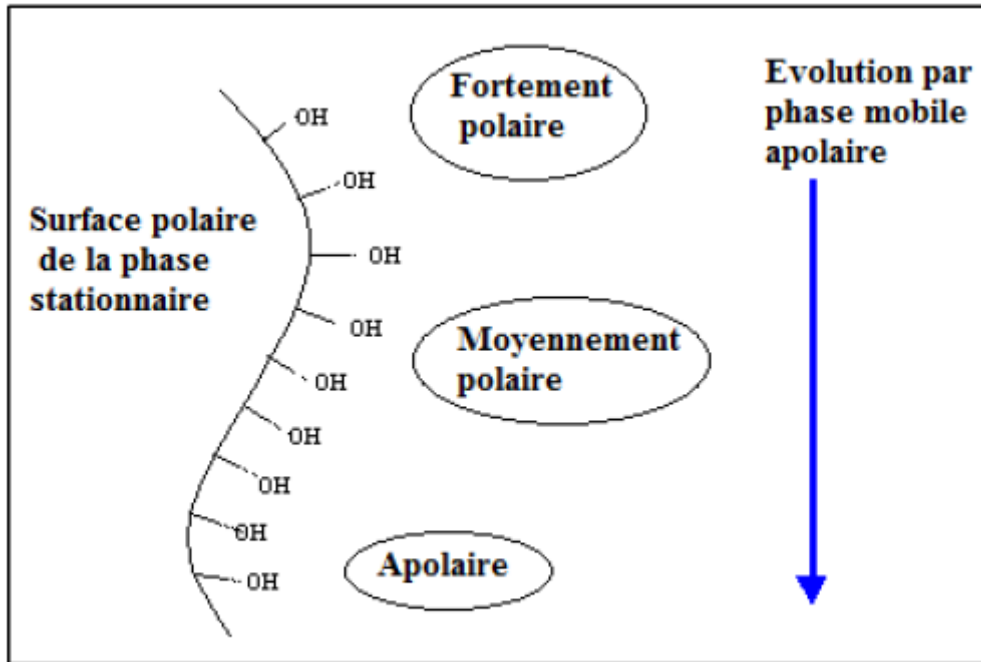 Fortement
polaire
Evolution par
phase mobile
apolaire
OH
OH
Surface polaire
de la phase
stationnaire
OH
OH
Moyennement
polaire
OH
OH
OH
OH
Apolaire
OH